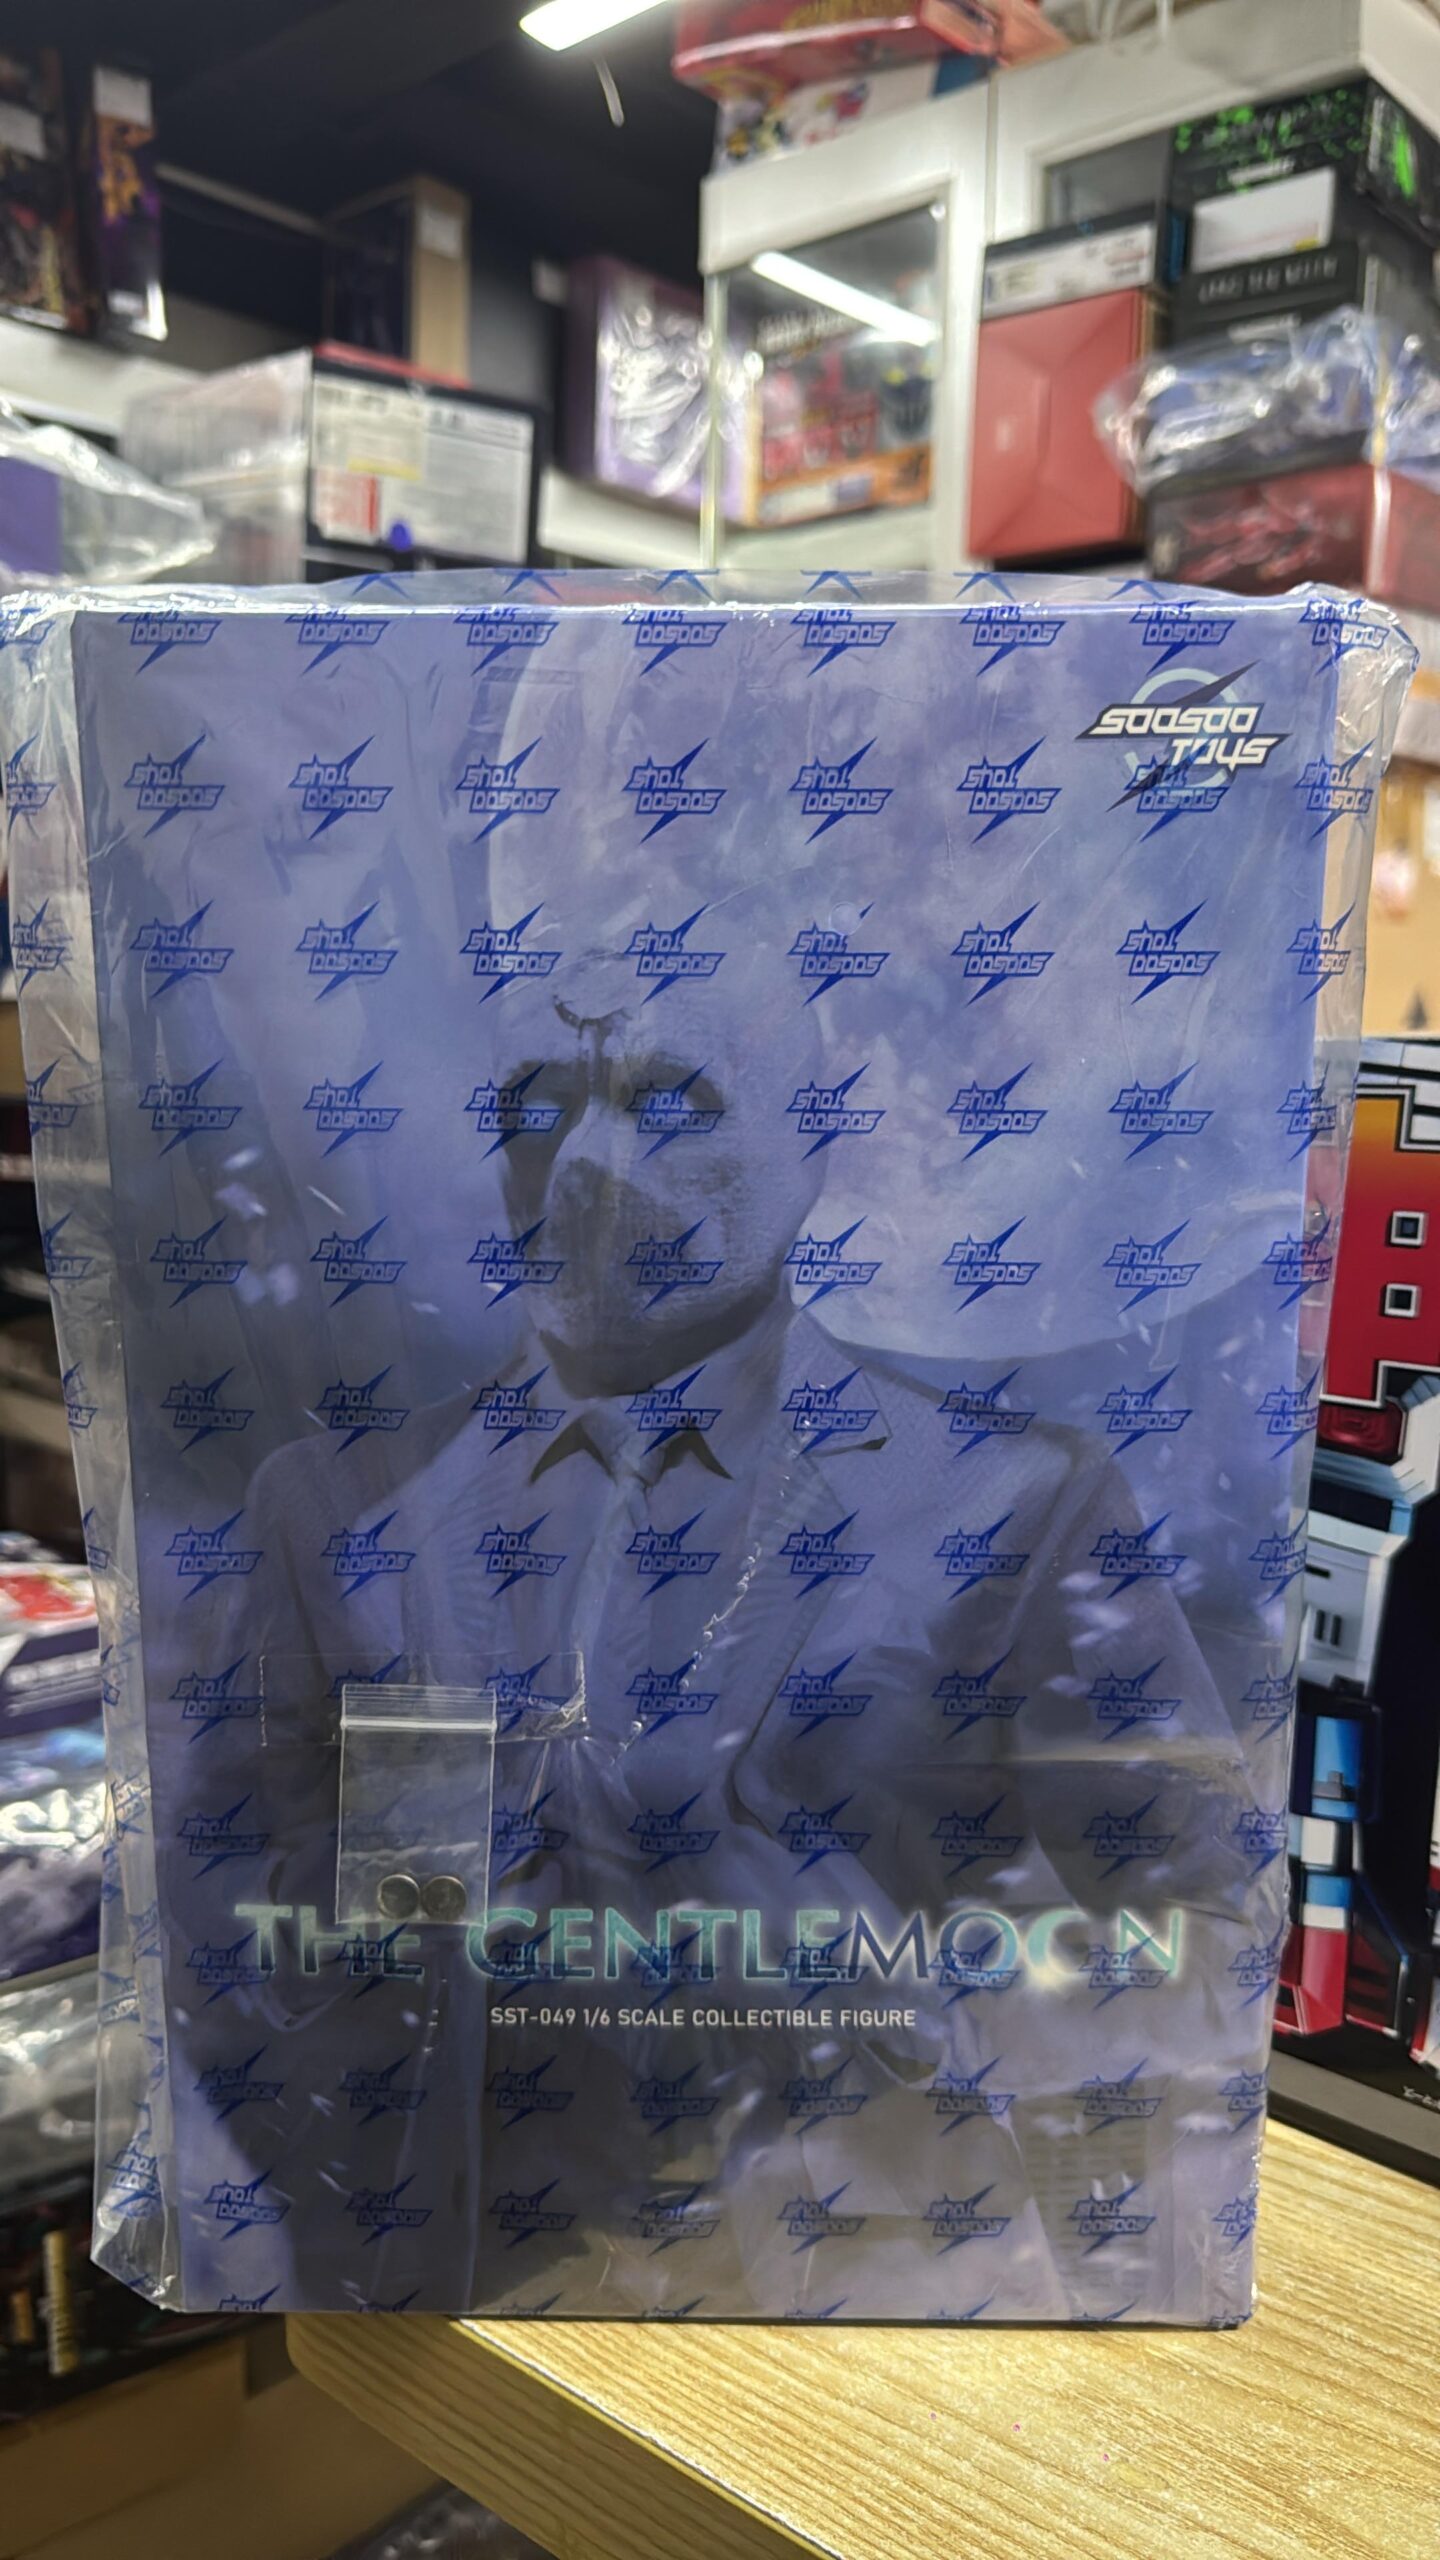 SOOSOO
TOYS
THE GENTLEMOON
SST-049 1/6 SCALE COLLECTIBLE FIGURE